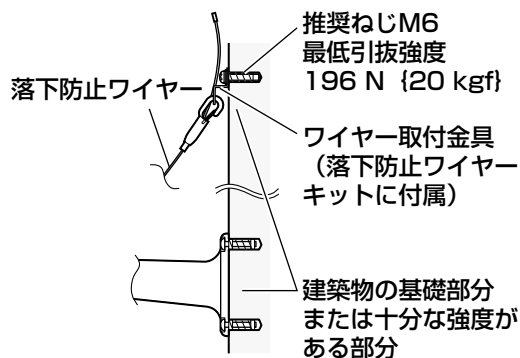 推奨ねじM6
最低引抜強度
196 N {20 kgf}
落下防止ワイヤー
ワイヤー取付金具
（落下防止ワイヤー
キットに付属）
建築物の基礎部分
または十分な強度が
ある部分